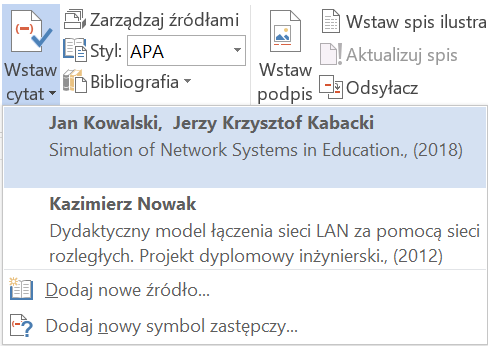 Wstaw cytat
Zarządzaj źródłami
Styl: APA
Bibliografia
Wstaw podpis
Wstaw spis ilustra
Aktualizuj spis
Odsyłacz
Jan Kowalski, Jerzy Krzysztof Kabacki
Simulation of Network Systems in Education., (2018)
Kazimierz Nowak
Dydaktyczny model łączenia sieci LAN za pomocą sieci
rozległych. Projekt dyplomowy inżynierski., (2012)
Dodaj nowe źródło...
Dodaj nowy symbol zastępczy...